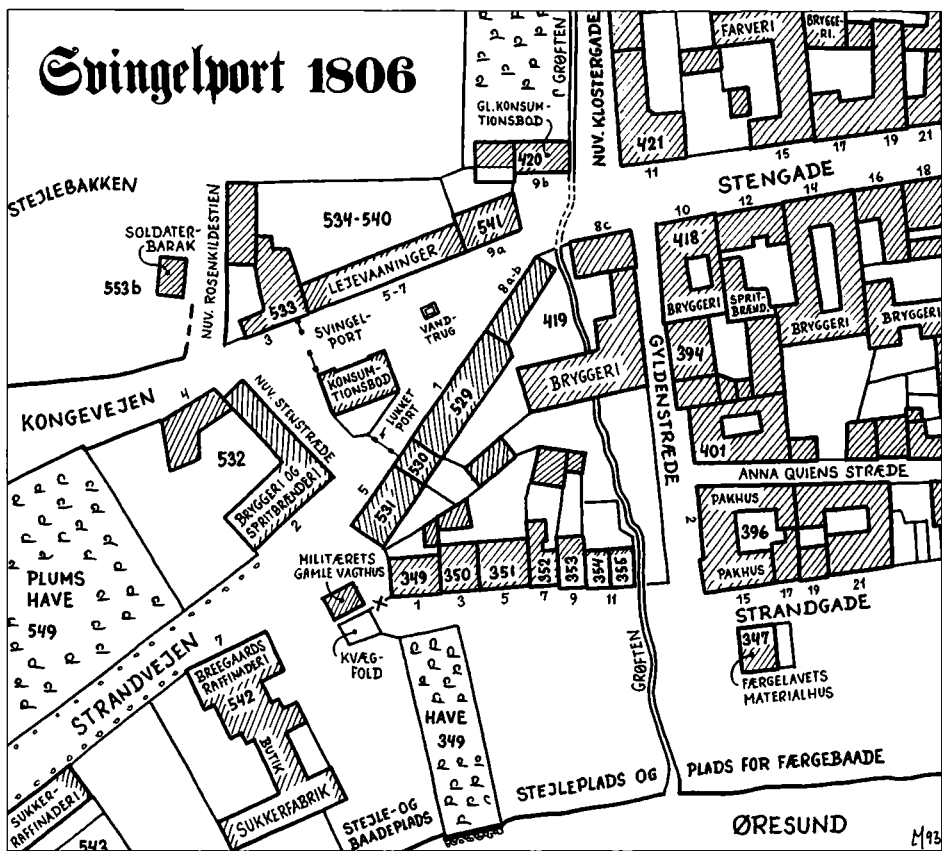 Svingelport 1806
GRØFTEN
GL. KONSUM-
TIONSBOD
420
9b
NUV. KLOSTERGADE
FARVERI
BRYGGE-
RI.
421
11
15
17
19
21
STENGADE
STEJLEBAKKEN
SOLDATER-
BARAK
553b
NUV. ROSENKILDESTIEN
534-540
541
9a
LEJEVAANINGER
5-7
533
3
SVINGEL-
PORT
VAND-
TRUG
8a-b
8c
419
BRYGGERI
10
12
14
16
18
418
BRYGGERI
SPRIT-
BRÆND.
BRYGGERI
BRYGGERI
394
401
GYLDENSTRÆDE
ANNA QUIENS STRÆDE
KONGEVEJEN
4
532
NUV. STENSTRÆDE
BRYGGERI OG
SPRITBRÆNDERI
2
KONSUMTIONSBOD
LUKKET
PORT
1
529
530
531
5
PLUMS
HAVE
549
STRANDVEJEN
MILITÆRETS
GAMLE VAGTHUS
KVÆG-
FOLD
349
350
351
352
353
354
355
1
3
5
7
9
11
2
PAKHUS
396
PAKHUS
15
17
19
21
STRANDGADE
347
FÆRGELAVETS
MATERIALHUS
7
BREEGAARDS
RAFFINADERI
542
BUTIK
SUKKERFABRIK
SUKKER-
RAFFINADERI
543
HAVE
349
GRØFTEN
STEJLE- OG
BAADEPLADS
STEJLEPLADS OG
PLADS FOR FÆRGEBAADE
ØRESUND
M93